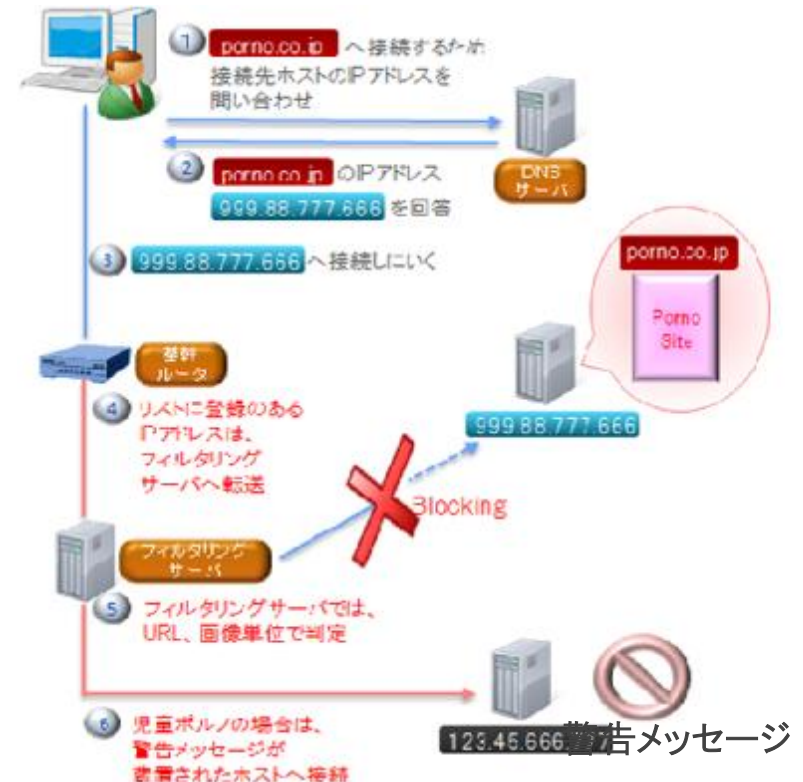 1 porno.co.jp へ接続するため
接続先ホストのIPアドレスを
問い合わせ
DNS
サーバ
2 porno.co.jp のIPアドレス
999.88.777.666 を回答
3 999.88.777.666 へ接続しにいく
porno.co.jp
Porno
Site
999.88.777.666
基幹
ルータ
4 リストに登録のある
IPアドレスは、
フィルタリング
サーバへ転送
Blocking
フィルタリング
サーバ
5 フィルタリングサーバでは、
URL、画像単位で判定
6 児童ポルノの場合は、
警告メッセージが
蔵置されたホストへ接続
123.45.666.
警告メッセージ